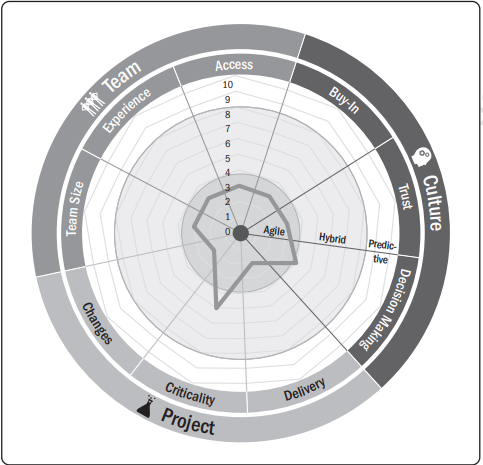 Team
Access
Experience
Buy-In
Team Size
Trust
Culture
10
9
8
7
6
5
4
3
2
1
0
Agile
Hybrid
Predic-
tive
Decision Making
Changes
Criticality
Delivery
Project